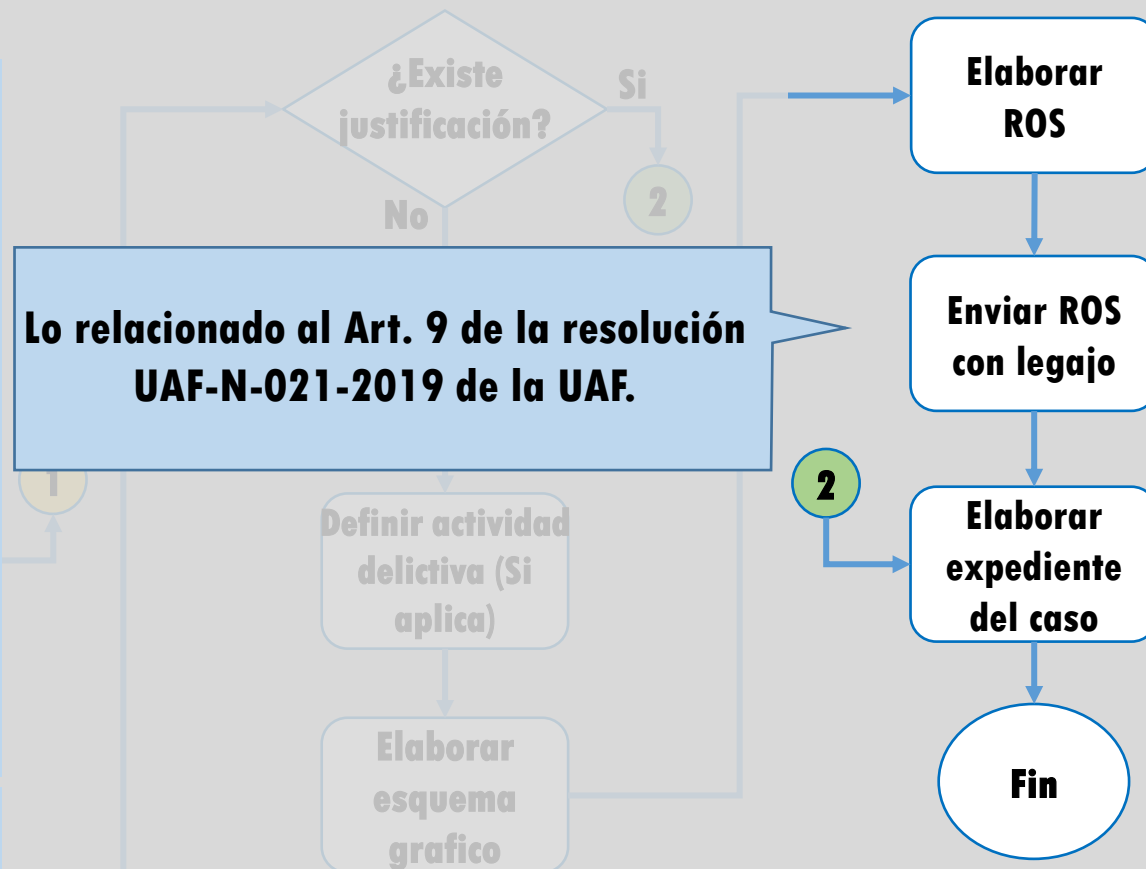 ¿Existe
justificación?
Si
2
No
Lo relacionado al Art. 9 de la resolución
UAF-N-021-2019 de la UAF.
1
Definir actividad
delictiva (Si
aplica)
Elaborar
esquema
grafico
Elaborar
ROS
Enviar ROS
con legajo
2
Elaborar
expediente
del caso
Fin